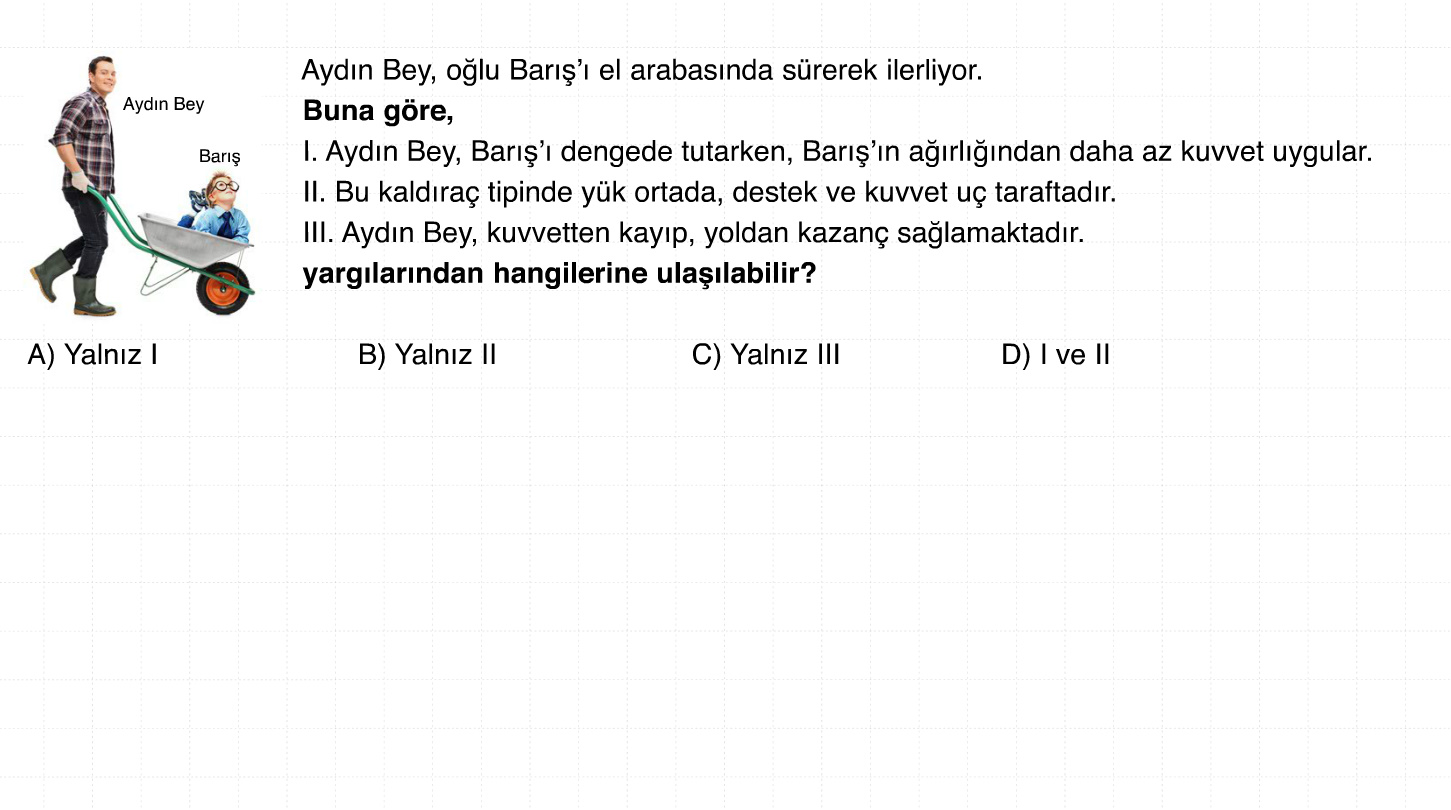 Aydın Bey, oğlu Barış’ı el arabasında sürerek ilerliyor.
Aydın Bey
Buna göre,
Barış
I. Aydın Bey, Barış’ı dengede tutarken, Barış’ın ağırlığından daha az kuvvet uygular.
II. Bu kaldıraç tipinde yük ortada, destek ve kuvvet uç taraftadır.
III. Aydın Bey, kuvvetten kayıp, yoldan kazanç sağlamaktadır.
yargılarından hangilerine ulaşılabilir?
A) Yalnız I B) Yalnız II C) Yalnız III D) I ve II